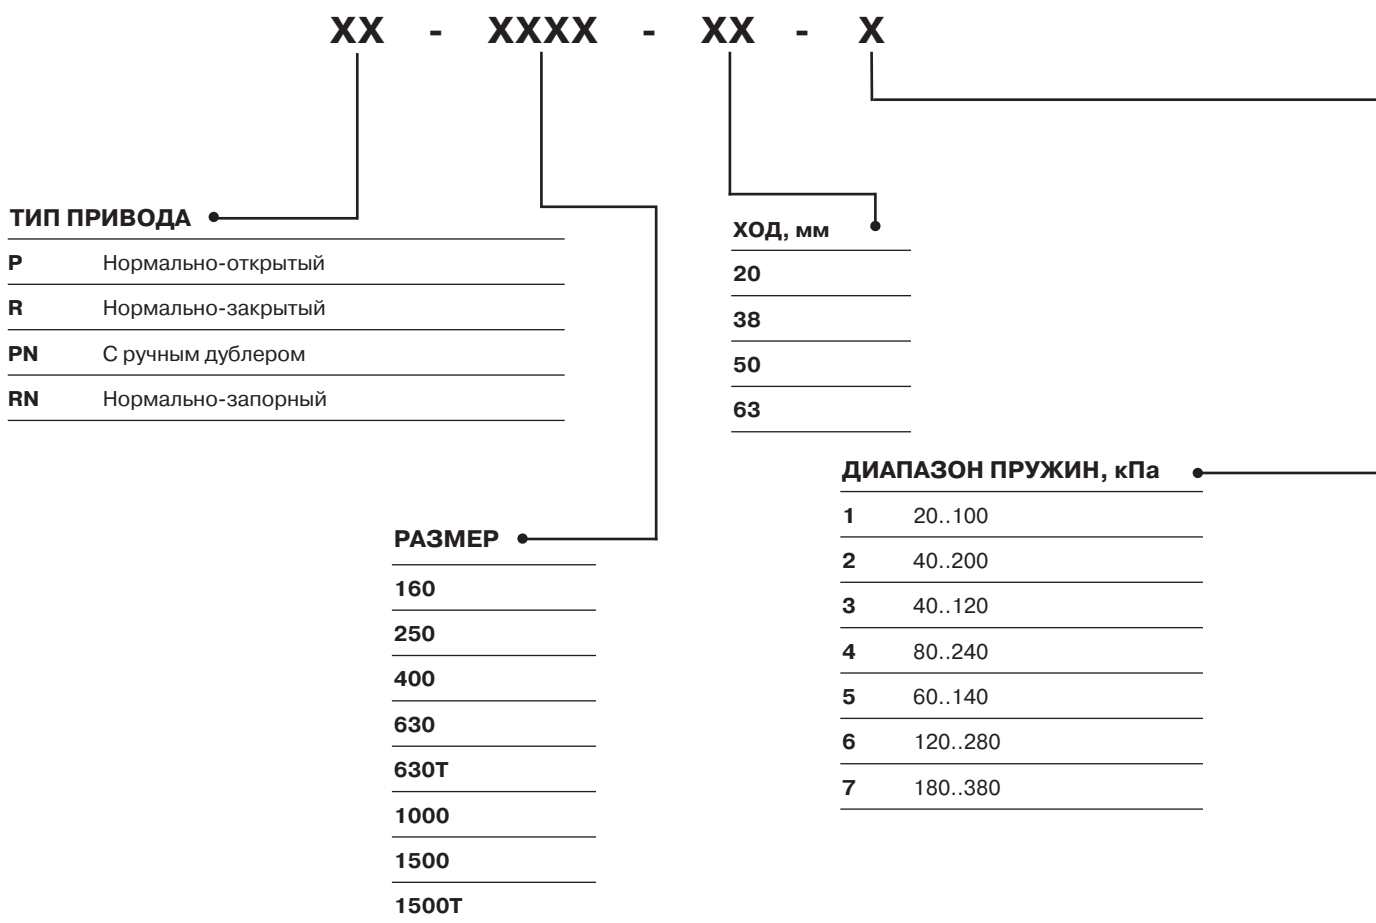 XX - XXXX - XX - X
ТИП ПРИВОДА
P Нормально-открытый
R Нормально-закрытый
PN С ручным дублером
RN Нормально-запорный
ХОД, мм
20
38
50
63
РАЗМЕР
160
250
400
630
630T
1000
1500
1500T
ДИАПАЗОН ПРУЖИН, кПа
1 20..100
2 40..200
3 40..120
4 80..240
5 60..140
6 120..280
7 180..380